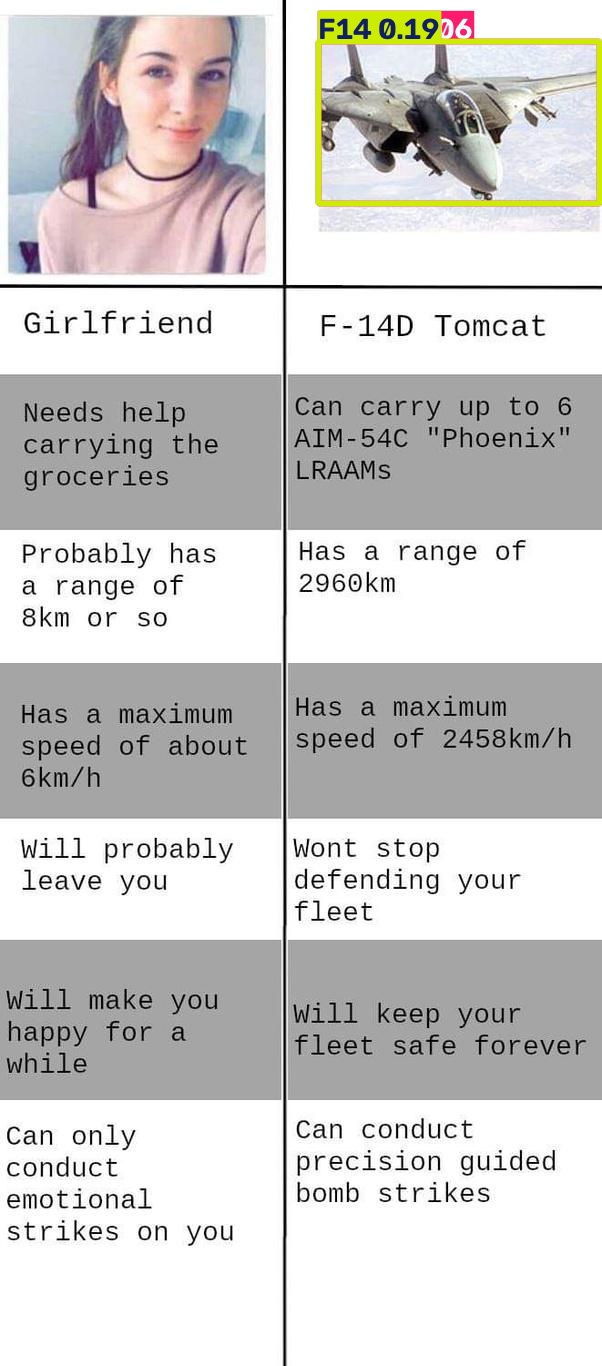 F14 0.1906
Girlfriend
F-14D Tomcat
Needs help
carrying the
groceries
Can carry up to 6
AIM-54C "Phoenix"
LRAAMs
Probably has
a range of
8km or so
Has a range of
2960km
Has a maximum
speed of about
6km/h
Has a maximum
speed of 2458km/h
Will probably
leave you
Wont stop
defending your
fleet
Will make you
happy for a
while
Will keep your
fleet safe forever
Can only
conduct
emotional
strikes on you
Can conduct
precision guided
bomb strikes